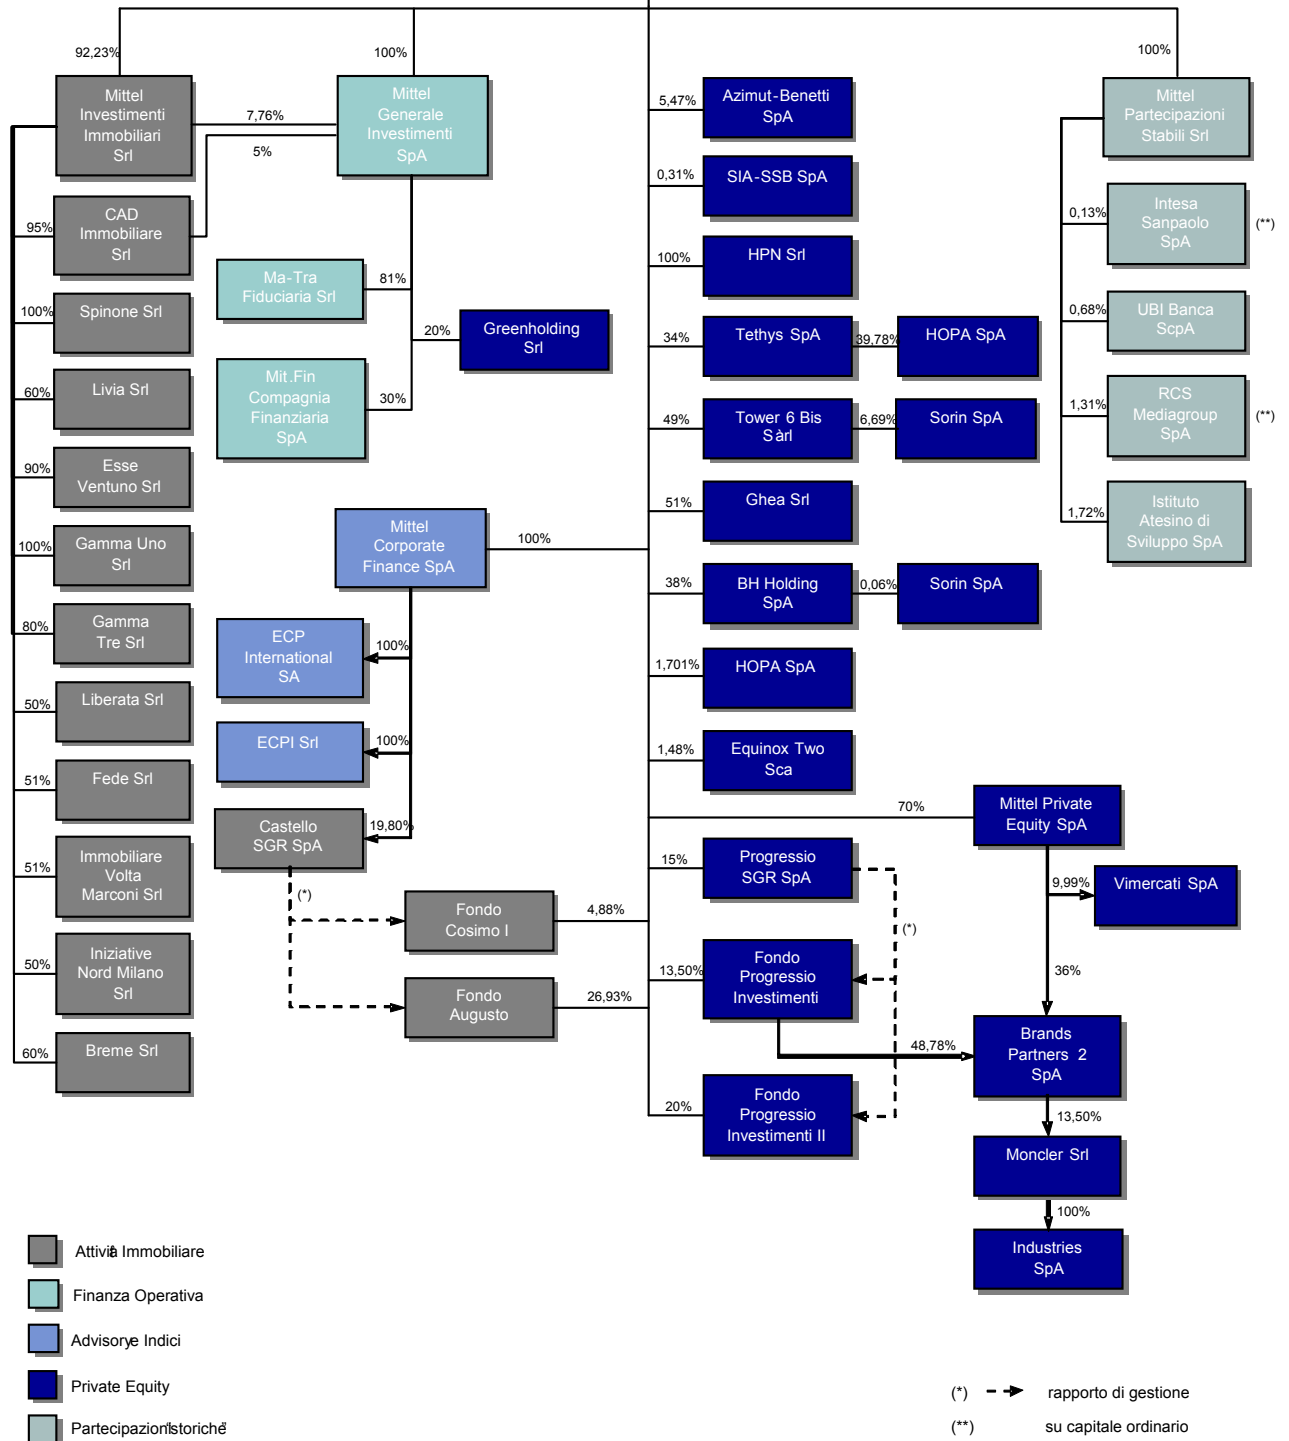 92,23%
100%
100%
Mittel
Investimenti
Immobiliari
Srl
7,76%
5%
Mittel
Generale
Investimenti
SpA
5,47%
Azimut-Benetti
SpA
Mittel
Partecipazioni
Stabili Srl
0,31%
SIA-SSB SpA
95%
CAD
Immobiliare
Srl
0,13%
Intesa
Sanpaolo
SpA
(**)
100%
HPN Srl
Ma-Tra
Fiduciaria Srl
81%
100%
Spinone Srl
0,68%
UBI Banca
ScpA
20%
Greenholding
Srl
34%
Tethys SpA
39,78%
HOPA SpA
60%
Livia Srl
Mit.Fin
Compagnia
Finanziaria
SpA
30%
1,31%
RCS
Mediagroup
SpA
(**)
49%
Tower 6 Bis
Sàrl
6,69%
Sorin SpA
90%
Esse
Ventuno Srl
51%
Ghea Srl
1,72%
Istituto
Atesino di
Sviluppo SpA
100%
Gamma Uno
Srl
Mittel
Corporate
Finance SpA
100%
38%
BH Holding
SpA
0,06%
Sorin SpA
80%
Gamma
Tre Srl
ECP
International
SA
100%
1,701%
HOPA SpA
50%
Liberata Srl
ECPI Srl
100%
1,48%
Equinox Two
Sca
51%
Fede Srl
70%
Mittel Private
Equity SpA
Castello
SGR SpA
19,80%
15%
Progressio
SGR SpA
9,99%
Vimercati SpA
51%
Immobiliare
Volta
Marconi Srl
(*)
Fondo
Cosimo I
4,88%
(*)
50%
Iniziative
Nord Milano
Srl
13,50%
Fondo
Progressio
Investimenti
36%
Fondo
Augusto
26,93%
60%
Breme Srl
48,78%
Brands
Partners 2
SpA
20%
Fondo
Progressio
Investimenti II
13,50%
Moncler Srl
100%
Industries
SpA
Attività Immobiliare
Finanza Operativa
Advisorye Indici
Private Equity
Partecipazioni"storiche"
(*) rapporto di gestione
(**) su capitale ordinario